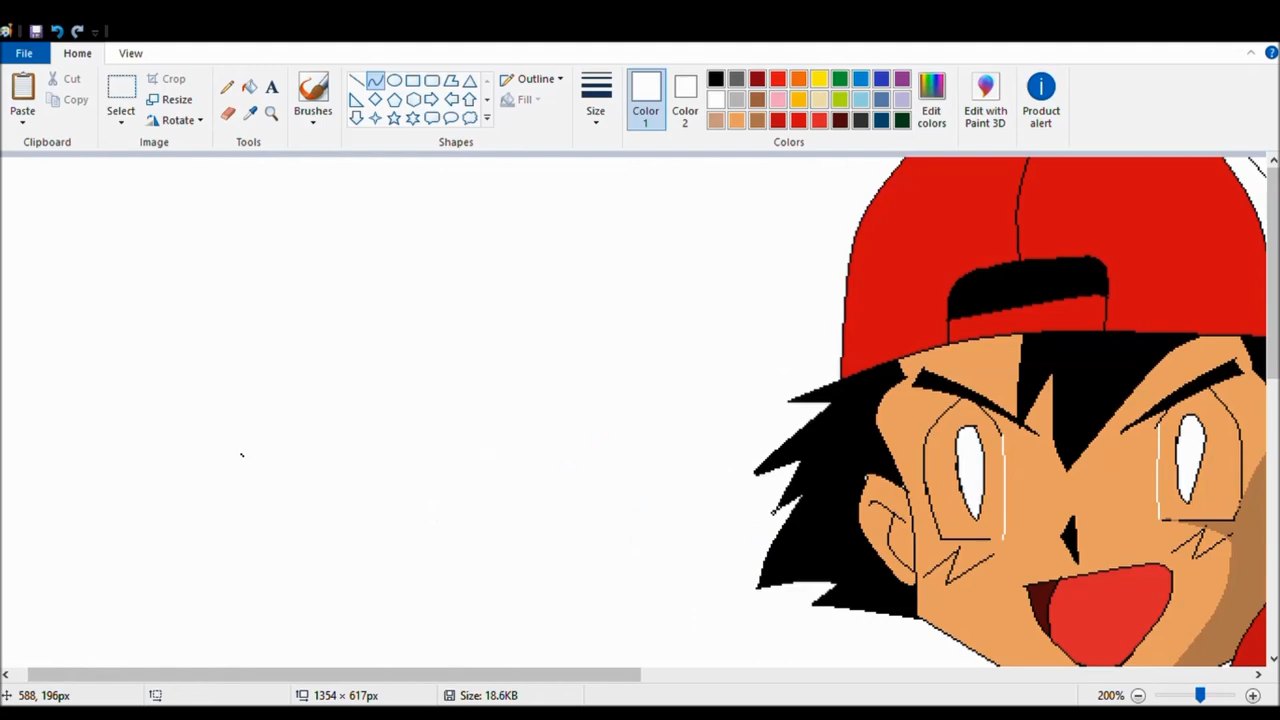 File Home View
Paste
Cut
Copy
Clipboard
Select
Crop
Resize
Rotate
Image
Tools
Brushes
Shapes
Outline
Fill
Size
Color 1
Color 2
Colors
Edit colors
Edit with Paint 3D
Product alert
588, 196px
1354 × 617px
Size: 18.6KB
200%